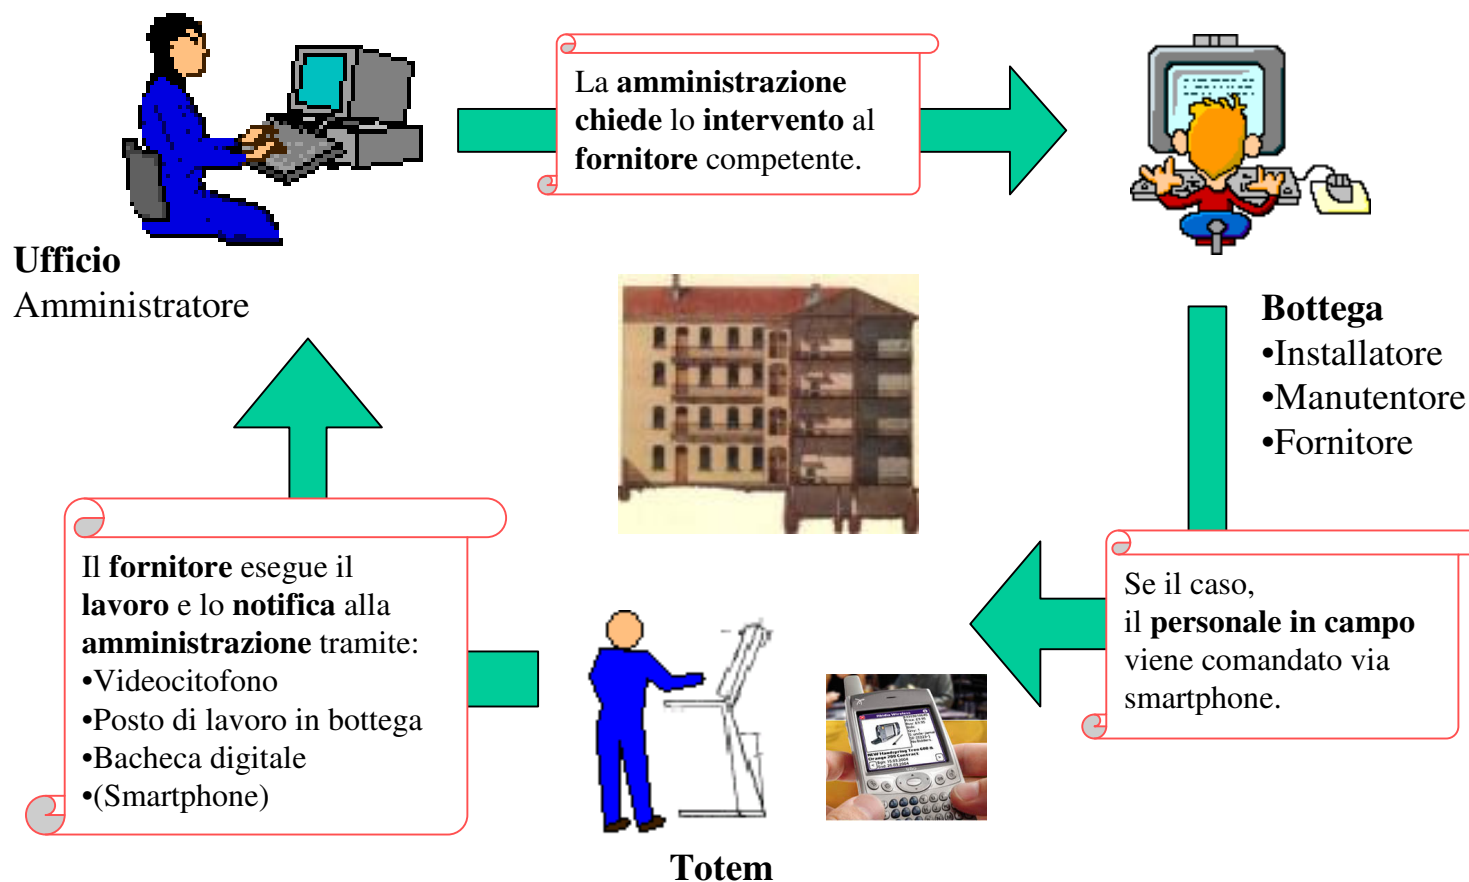 La amministrazione
chiede lo intervento al
fornitore competente.
Ufficio
Amministratore
Bottega
•Installatore
•Manutentore
•Fornitore
Se il caso,
il personale in campo
viene comandato via
smartphone.
Il fornitore esegue il
lavoro e lo notifica alla
amministrazione tramite:
•Videocitofono
•Posto di lavoro in bottega
•Bacheca digitale
•(Smartphone)
Totem